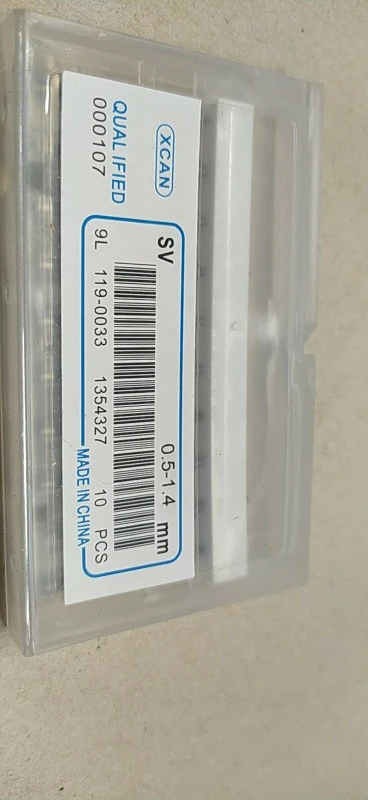 XCAN
QUALIFIED
000107
SV 0.5-1.4 mm
9L 119-0033 1354327 10 PCS
MADE IN CHINA